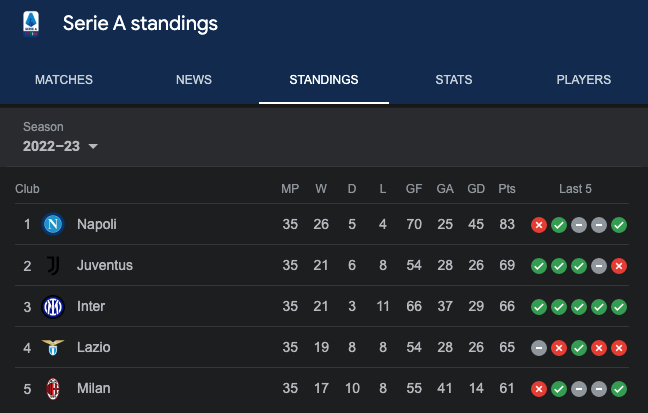 Serie A standings
MATCHES NEWS STANDINGS STATS PLAYERS
Season
2022–23
Club MP W D L GF GA GD Pts Last 5
1 N Napoli 35 26 5 4 70 25 45 83
2 Juventus 35 21 6 8 54 28 26 69
3 Inter 35 21 3 11 66 37 29 66
4 Lazio 35 19 8 8 54 28 26 65
5 Milan 35 17 10 8 55 41 14 61